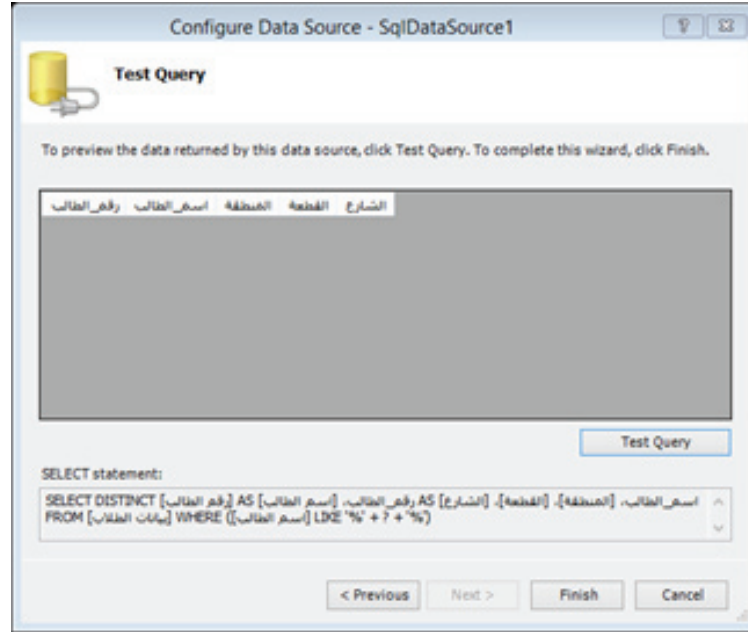 Configure Data Source - SqlDataSource1
Test Query
To preview the data returned by this data source, click Test Query. To complete this wizard, click Finish.
رقم_الطالب اسم_الطالب المنطقة القطعة الشارع
Test Query
SELECT statement:
SELECT DISTINCT [رقم الطالب] AS رقم_الطالب, [اسم الطالب] AS اسم_الطالب, [المنطقة], [القطعة], [الشارع]
FROM [بيانات الطلاب] WHERE ([اسم الطالب] LIKE '%' + ? + '%')
< Previous Next > Finish Cancel